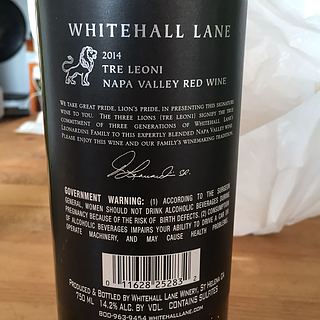 WHITEHALL LANE
2014
TRE LEONI
NAPA VALLEY RED WINE
WE TAKE GREAT PRIDE, LION'S PRIDE, IN PRESENTING THIS SIGNATURE
WINE TO YOU. THE THREE LIONS (TRE LEONI) SIGNIFY THE TRUE
COMMITMENT OF THREE GENERATIONS OF WHITEHALL LANE'S
LEONARDINI FAMILY TO THIS EXPERTLY BLENDED NAPA VALLEY WINE.
PLEASE ENJOY THIS WINE AND OUR FAMILY'S WINEMAKING TRADITION.
GOVERNMENT WARNING: (1) ACCORDING TO THE SURGEON
GENERAL, WOMEN SHOULD NOT DRINK ALCOHOLIC BEVERAGES DURING
PREGNANCY BECAUSE OF THE RISK OF BIRTH DEFECTS. (2) CONSUMPTION
OF ALCOHOLIC BEVERAGES IMPAIRS YOUR ABILITY TO DRIVE A CAR OR
OPERATE MACHINERY, AND MAY CAUSE HEALTH PROBLEMS.
0 11628 25283 2
PRODUCED & BOTTLED BY WHITEHALL LANE WINERY, ST HELENA CA
750 ML 14.2% ALC. BY VOL. CONTAINS SULFITES
800-963-9454 WHITEHALLLANE.COM